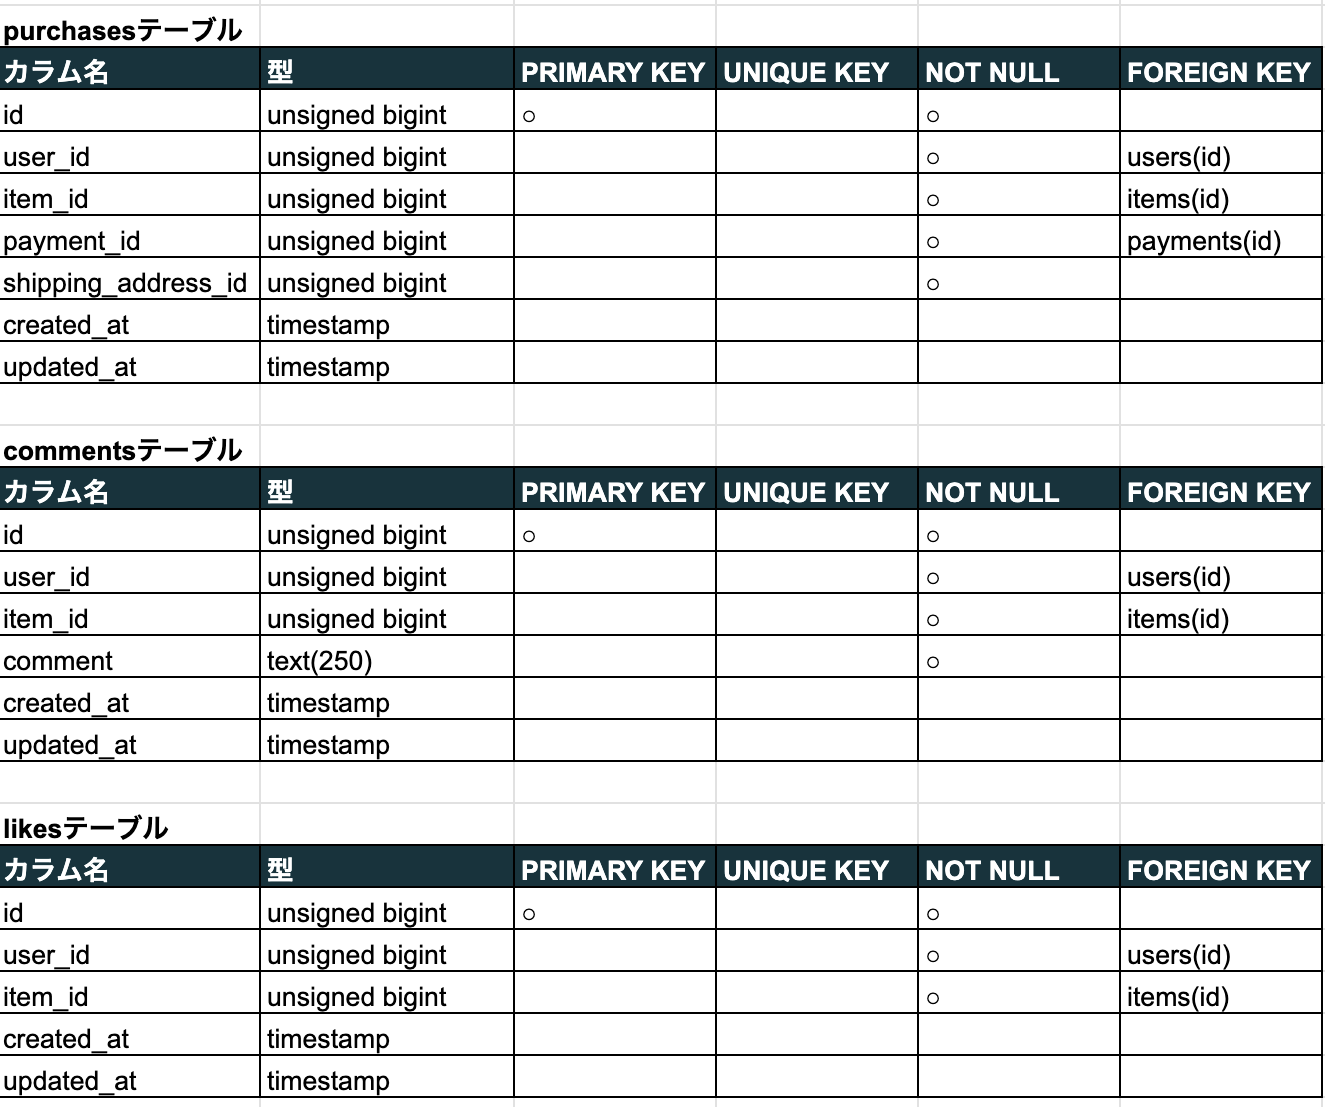 purchasesテーブル
カラム名 型 PRIMARY KEY UNIQUE KEY NOT NULL FOREIGN KEY
id unsigned bigint ○ ○
user_id unsigned bigint ○ users(id)
item_id unsigned bigint ○ items(id)
payment_id unsigned bigint ○ payments(id)
shipping_address_id unsigned bigint ○
created_at timestamp
updated_at timestamp
commentsテーブル
カラム名 型 PRIMARY KEY UNIQUE KEY NOT NULL FOREIGN KEY
id unsigned bigint ○ ○
user_id unsigned bigint ○ users(id)
item_id unsigned bigint ○ items(id)
comment text(250) ○
created_at timestamp
updated_at timestamp
likesテーブル
カラム名 型 PRIMARY KEY UNIQUE KEY NOT NULL FOREIGN KEY
id unsigned bigint ○ ○
user_id unsigned bigint ○ users(id)
item_id unsigned bigint ○ items(id)
created_at timestamp
updated_at timestamp